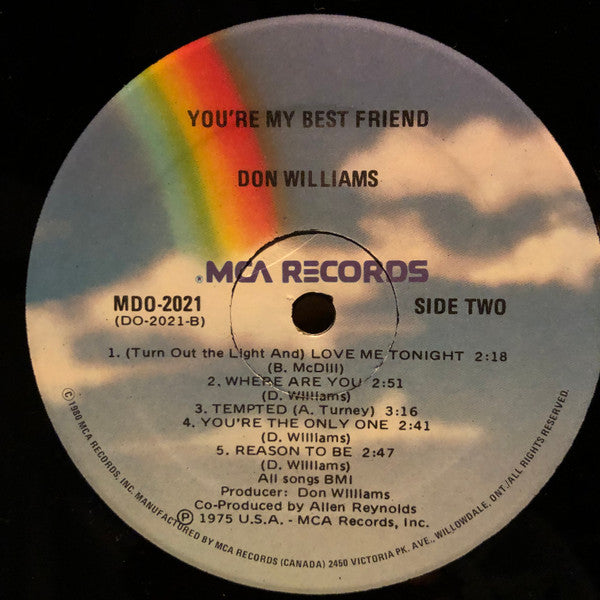 YOU'RE MY BEST FRIEND
DON WILLIAMS
® MCA RECORDS
MDO-2021
(DO-2021-B)
SIDE TWO
1. (Turn Out the Light And) LOVE ME TONIGHT 2:18
(B. McDill)
2. WHERE ARE YOU 2:51
(D. Williams)
3. TEMPTED (A. Turney) 3:16
4. YOU'RE THE ONLY ONE 2:41
(D. Williams)
5. REASON TO BE 2:47
(D. Williams)
All songs BMI
Producer: Don Williams
Co-Produced by Allen Reynolds
℗ 1975 U.S.A. - MCA Records, Inc.
© 1980 MCA RECORDS, INC. MANUFACTURED BY MCA RECORDS (CANADA) 2450 VICTORIA PK. AVE., WILLOWDALE, ONT./ALL RIGHTS RESERVED.